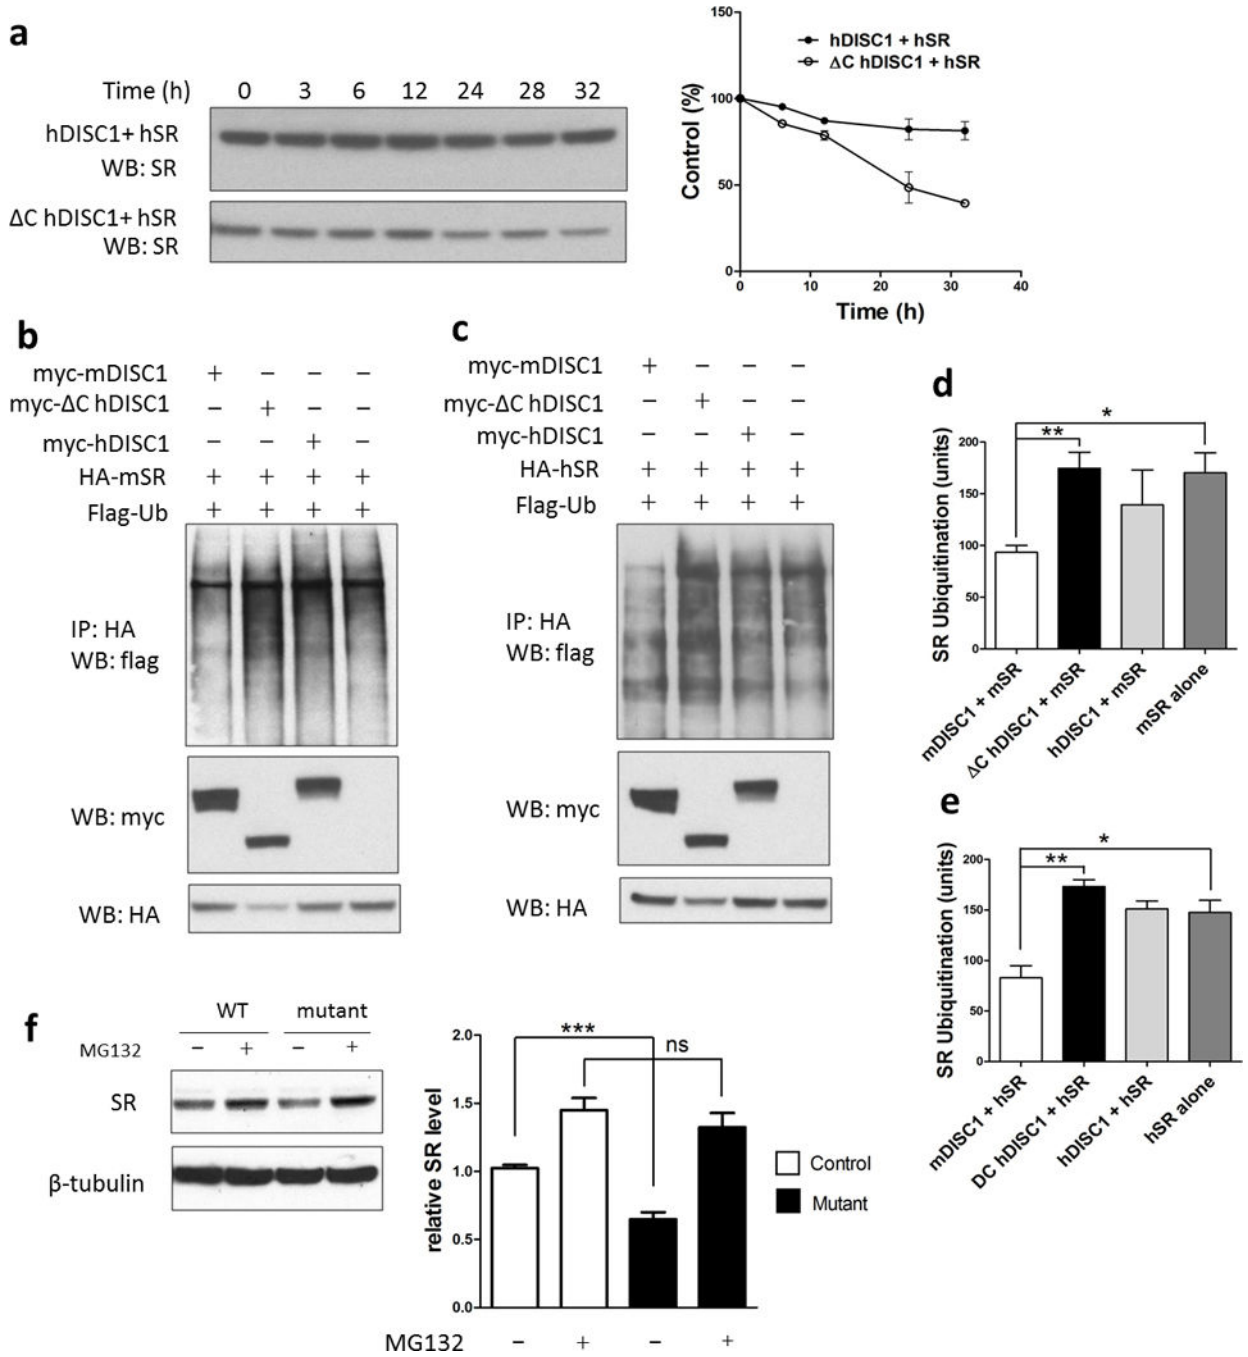 a
Time (h) 0 3 6 12 24 28 32
hDISC1+ hSR
WB: SR
ΔC hDISC1+ hSR
WB: SR
150
100
50
0
Control (%)
hDISC1 + hSR
ΔC hDISC1 + hSR
0 10 20 30 40
Time (h)
b
myc-mDISC1 + − − −
myc-ΔC hDISC1 − + − −
myc-hDISC1 − − + −
HA-mSR + + + +
Flag-Ub + + + +
IP: HA
WB: flag
WB: myc
WB: HA
c
myc-mDISC1 + − − −
myc-ΔC hDISC1 − + − −
myc-hDISC1 − − + −
HA-hSR + + + +
Flag-Ub + + + +
IP: HA
WB: flag
WB: myc
WB: HA
d
SR Ubiquitination (units)
200
150
100
50
0
*
**
mDISC1 + mSR
ΔC hDISC1 + mSR
hDISC1 + mSR
mSR alone
e
SR Ubiquitination (units)
200
150
100
50
0
*
**
mDISC1 + hSR
DC hDISC1 + hSR
hDISC1 + hSR
hSR alone
f
WT mutant
MG132 − + − +
SR
β-tubulin
relative SR level
2.0
1.5
1.0
0.5
0.0
***
ns
Control
Mutant
MG132 − + − +